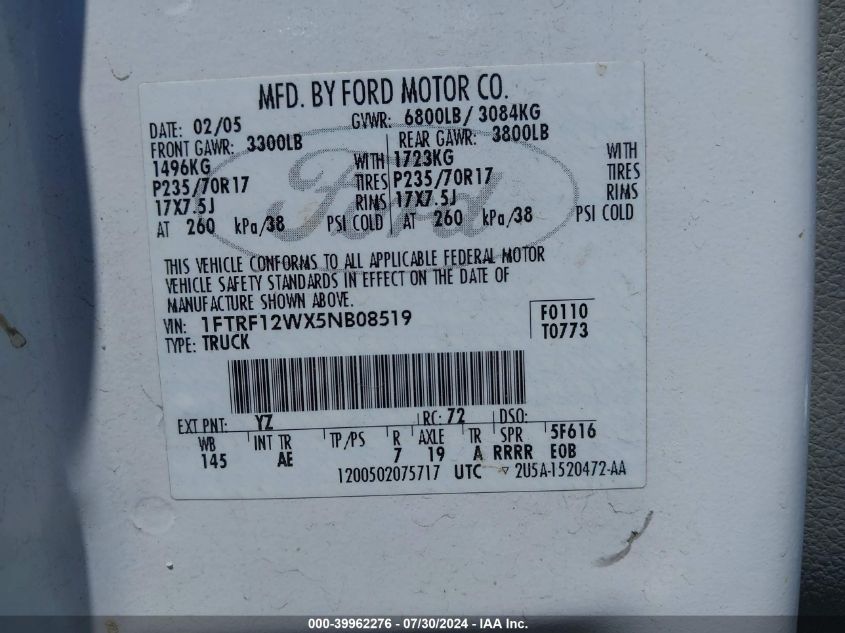 MFD. BY FORD MOTOR CO.
DATE: 02/05 GVWR: 6800LB/ 3084KG
FRONT GAWR: 3300LB REAR GAWR: 3800LB
1496KG WITH 1723KG WITH
P235/70R17 TIRES P235/70R17 TIRES
17X7.5J RIMS 17X7.5J RIMS
AT 260 kPa/38 PSI COLD AT 260 kPa/38 PSI COLD
Ford
THIS VEHICLE CONFORMS TO ALL APPLICABLE FEDERAL MOTOR
VEHICLE SAFETY STANDARDS IN EFFECT ON THE DATE OF
MANUFACTURE SHOWN ABOVE.
VIN: 1FTRF12WX5NB08519 F0110
TYPE: TRUCK T0773
EXT PNT: YZ RC: 72 DSO:
WB INT TR TP/PS R AXLE TR SPR 5F616
145 AE 7 19 A RRRR EOB
1200502075717 UTC ▽ 2U5A-1520472-AA
000-39962276 / 07/30/2024 - IAA Inc.